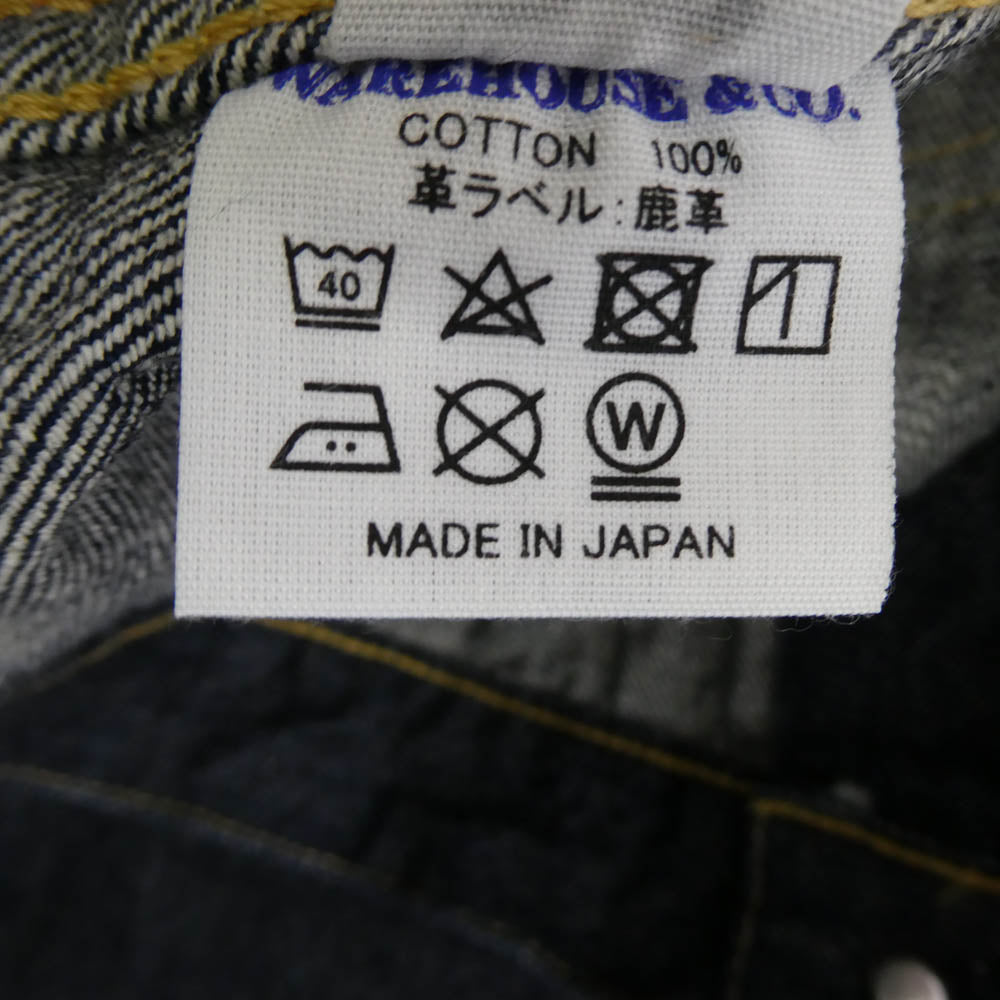 WAREHOUSE & CO.
COTTON 100%
革ラベル:鹿革
40
W
MADE IN JAPAN